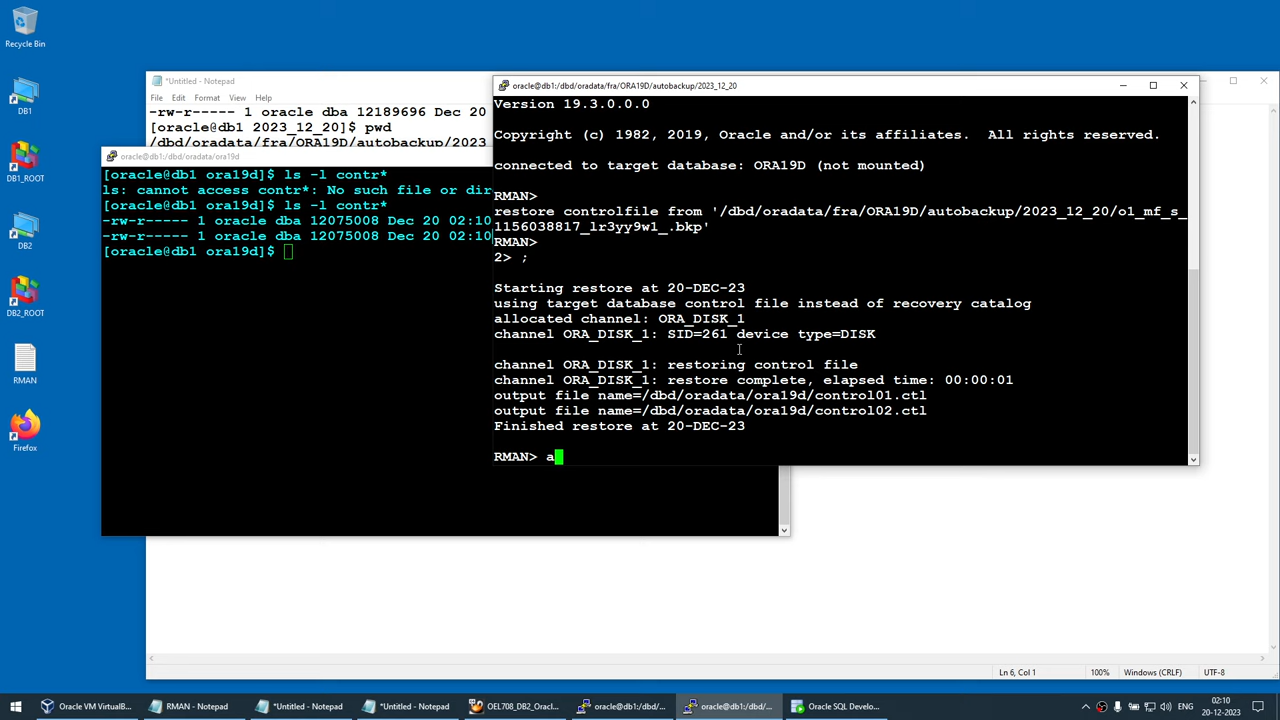 Recycle Bin
DB1
DB1_ROOT
DB2
DB2_ROOT
RMAN
Firefox
*Untitled - Notepad
File Edit Format View Help
-rw-r----- 1 oracle dba 12189696 Dec 20
[oracle@db1 2023_12_20]$ pwd
/dbd/oradata/fra/ORA19D/autobackup/2023
oracle@db1:/dbd/oradata/ora19d
[oracle@db1 ora19d]$ ls -l contr*
ls: cannot access contr*: No such file or dir
[oracle@db1 ora19d]$ ls -l contr*
-rw-r----- 1 oracle dba 12075008 Dec 20 02:10
-rw-r----- 1 oracle dba 12075008 Dec 20 02:10
[oracle@db1 ora19d]$
oracle@db1:/dbd/oradata/fra/ORA19D/autobackup/2023_12_20
Version 19.3.0.0.0
Copyright (c) 1982, 2019, Oracle and/or its affiliates.  All rights reserved.
connected to target database: ORA19D (not mounted)
RMAN>
restore controlfile from '/dbd/oradata/fra/ORA19D/autobackup/2023_12_20/o1_mf_s_
1156038817_lr3yy9w1_.bkp'
RMAN>
2> ;
Starting restore at 20-DEC-23
using target database control file instead of recovery catalog
allocated channel: ORA_DISK_1
channel ORA_DISK_1: SID=261 device type=DISK
channel ORA_DISK_1: restoring control file
channel ORA_DISK_1: restore complete, elapsed time: 00:00:01
output file name=/dbd/oradata/ora19d/control01.ctl
output file name=/dbd/oradata/ora19d/control02.ctl
Finished restore at 20-DEC-23
RMAN> a
Ln 6, Col 1 100% Windows (CRLF) UTF-8
Oracle VM VirtualB... RMAN - Notepad *Untitled - Notepad *Untitled - Notepad OEL708_DB2_Oracl... oracle@db1:/dbd/... oracle@db1:/dbd/... Oracle SQL Develo... ENG 02:10
20-12-2023